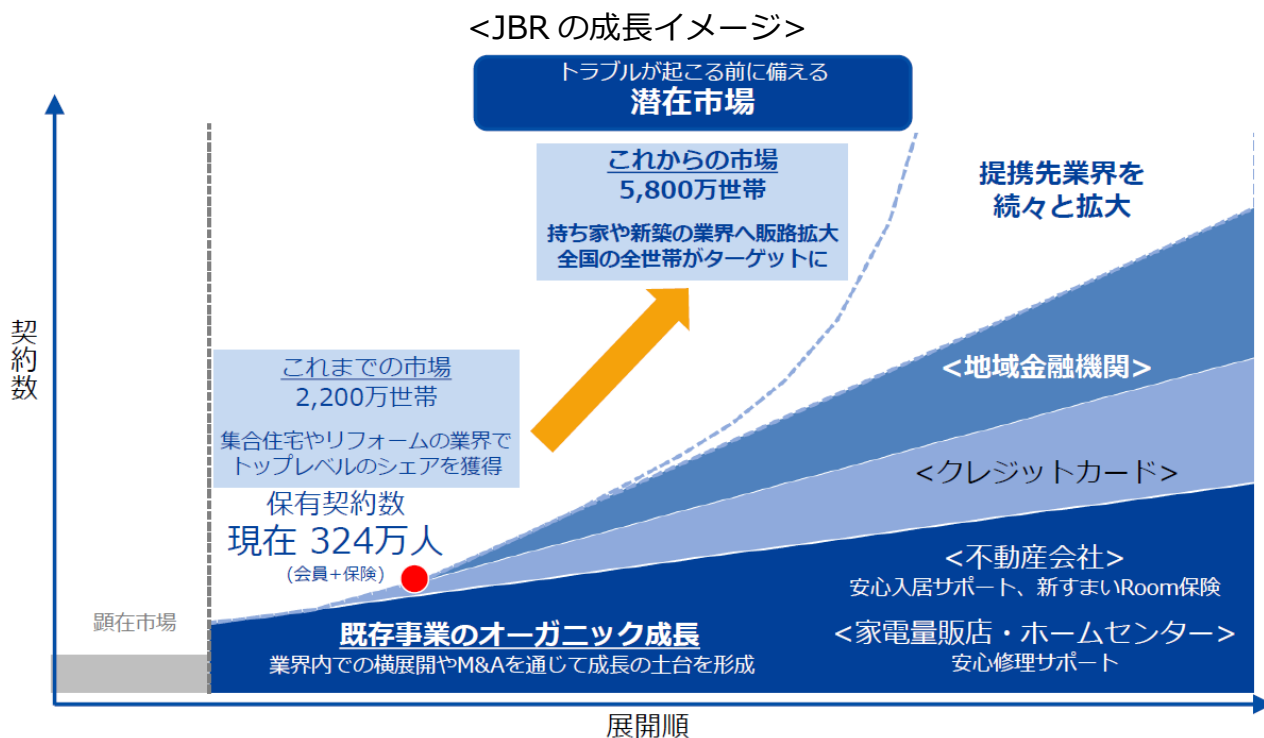 <JBR の成長イメージ>
トラブルが起こる前に備える
潜在市場
これからの市場
5,800万世帯
持ち家や新築の業界へ販路拡大
全国の全世帯がターゲットに
提携先業界を
続々と拡大
契約数
これまでの市場
2,200万世帯
集合住宅やリフォームの業界で
トップレベルのシェアを獲得
<地域金融機関>
<クレジットカード>
保有契約数
現在 324万人
(会員+保険)
<不動産会社>
安心入居サポート、新すまいRoom保険
顕在市場
既存事業のオーガニック成長
業界内での横展開やM&Aを通じて成長の土台を形成
<家電量販店・ホームセンター>
安心修理サポート
展開順